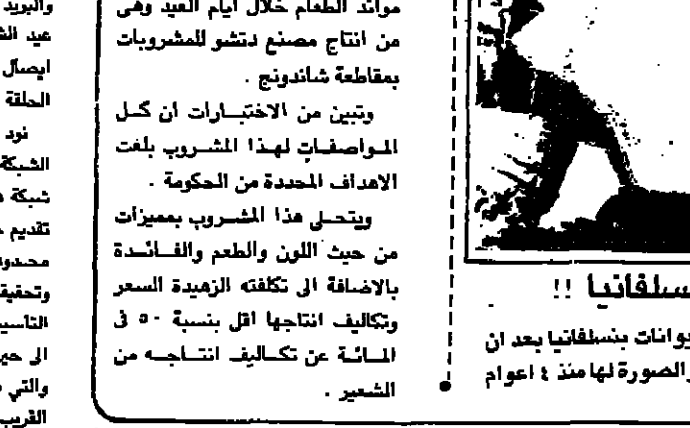 موائد الطعام خلال ايام العيد وهى
من انتاج مصنع دتشو للمشروبات
بمقاطعة شاندونج .
وتبين من الاختبارات ان كل
المواصفات لهذا المشروب بلغت
الاهداف المحددة من الحكومة .
ويتحلى هذا المشروب بمميزات
من حيث اللون والطعم والفائدة
بالاضافة الى تكلفته الزهيدة السعر
وتكاليف انتاجها اقل بنسبة ٥٠ فى
المائة عن تكاليف انتاجه من
الشعير .
سلفانيا !!
يوانات بنسلفانيا بعد ان
الصورة لها منذ ٤ اعوام
والبريد
عيد الش
ايصال
الحلقة
نود
الشبكة
شبكة
تقديم
محدود
وتحقيق
التأسيس
الى حير
والتي
القريب